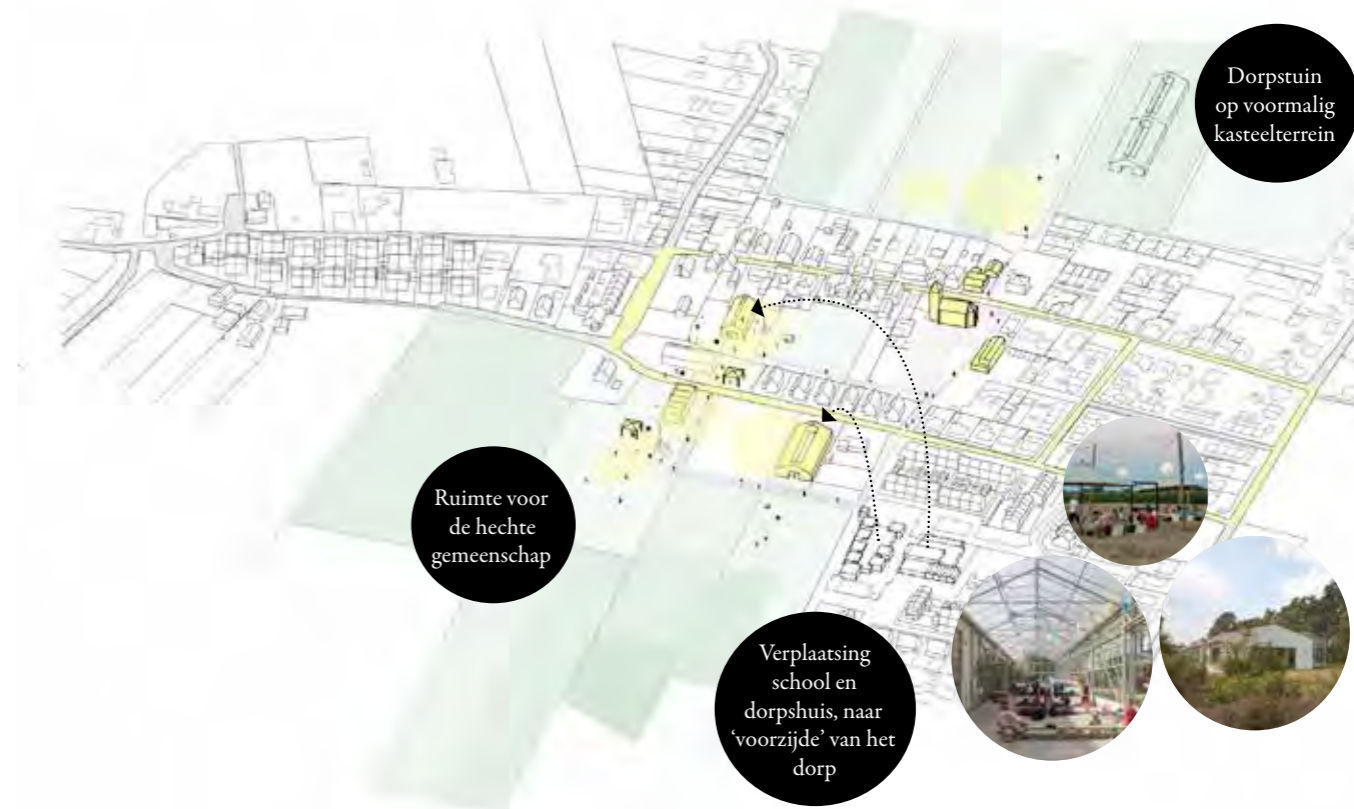 Dorpstuin
op voormalig
kasteelterrein
Ruimte voor
de hechte
gemeenschap
Verplaatsing
school en
dorpshuis, naar
‘voorzijde’ van het
dorp